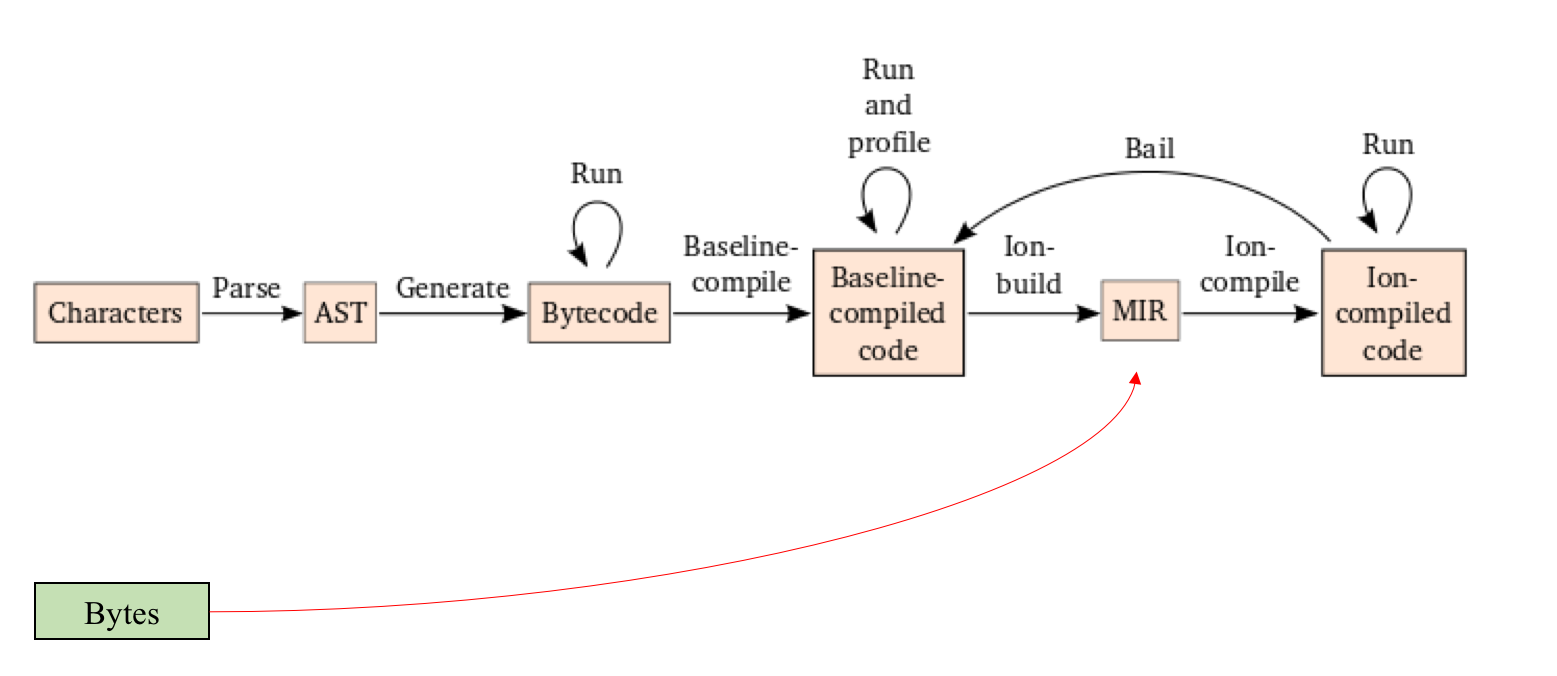 Run
and
profile
Bail
Run
Run
Baseline-
compile
Ion-
build
Ion-
compile
Parse
Generate
Characters
AST
Bytecode
Baseline-
compiled
code
MIR
Ion-
compiled
code
Bytes